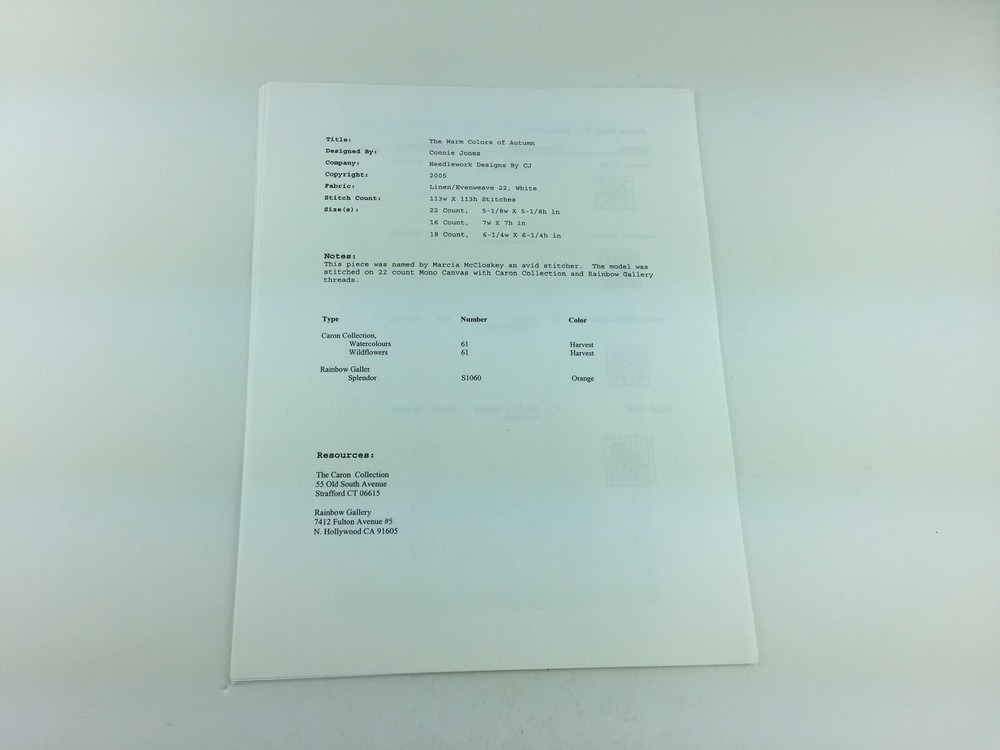 Title: The Warm Colors of Autumn
Designed By: Connie Jones
Company: Needlework Designs By CJ
Copyright: 2005
Fabric: Linen/Evenweave 22, White
Stitch Count: 113w X 113h Stitches
Size(s): 22 Count, 5-1/8w X 5-1/8h in
16 Count, 7w X 7h in
18 Count, 6-1/4w X 6-1/4h in
Notes:
This piece was named by Marcia McCloskey an avid stitcher. The model was
stitched on 22 count Mono Canvas with Caron Collection and Rainbow Gallery
threads.
Type Number Color
Caron Collection,
Watercolours 61 Harvest
Wildflowers 61 Harvest
Rainbow Galler
Splendor S1060 Orange
Resources:
The Caron Collection
55 Old South Avenue
Strafford CT 06615
Rainbow Gallery
7412 Fulton Avenue #5
N. Hollywood CA 91605